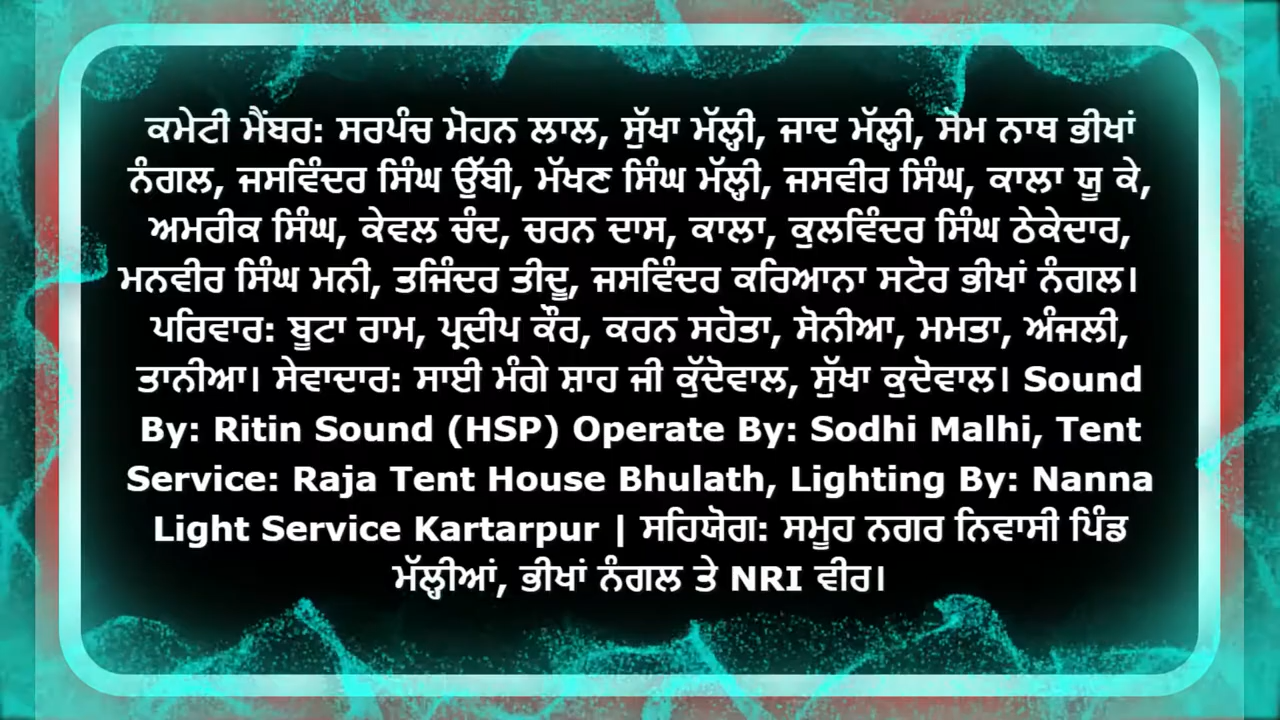 ਕਮੇਟੀ ਮੈਂਬਰ: ਸਰਪੰਚ ਮੋਹਨ ਲਾਲ, ਸੁੱਖਾ ਮੱਲ੍ਹੀ, ਜਾਦ ਮੱਲ੍ਹੀ, ਸੋਮ ਨਾਥ ਭੀਖਾਂ
ਨੰਗਲ, ਜਸਵਿੰਦਰ ਸਿੰਘ ਉੱਬੀ, ਮੱਖਣ ਸਿੰਘ ਮੱਲ੍ਹੀ, ਜਸਵੀਰ ਸਿੰਘ, ਕਾਲਾ ਯੂ ਕੇ,
ਅਮਰੀਕ ਸਿੰਘ, ਕੇਵਲ ਚੰਦ, ਚਰਨ ਦਾਸ, ਕਾਲਾ, ਕੁਲਵਿੰਦਰ ਸਿੰਘ ਠੇਕੇਦਾਰ,
ਮਨਵੀਰ ਸਿੰਘ ਮਨੀ, ਤਜਿੰਦਰ ਤੀਦੂ, ਜਸਵਿੰਦਰ ਕਰਿਆਨਾ ਸਟੋਰ ਭੀਖਾਂ ਨੰਗਲ।
ਪਰਿਵਾਰ: ਬੂਟਾ ਰਾਮ, ਪ੍ਰਦੀਪ ਕੌਰ, ਕਰਨ ਸਹੋਤਾ, ਸੋਨੀਆ, ਮਮਤਾ, ਅੰਜਲੀ,
ਤਾਨੀਆ। ਸੇਵਾਦਾਰ: ਸਾਈ ਮੰਗੇ ਸ਼ਾਹ ਜੀ ਕੁੱਦੋਵਾਲ, ਸੁੱਖਾ ਕੁਦੋਵਾਲ। Sound
By: Ritin Sound (HSP) Operate By: Sodhi Malhi, Tent
Service: Raja Tent House Bhulath, Lighting By: Nanna
Light Service Kartarpur | ਸਹਿਯੋਗ: ਸਮੂਹ ਨਗਰ ਨਿਵਾਸੀ ਪਿੰਡ
ਮੱਲ੍ਹੀਆਂ, ਭੀਖਾਂ ਨੰਗਲ ਤੇ NRI ਵੀਰ।